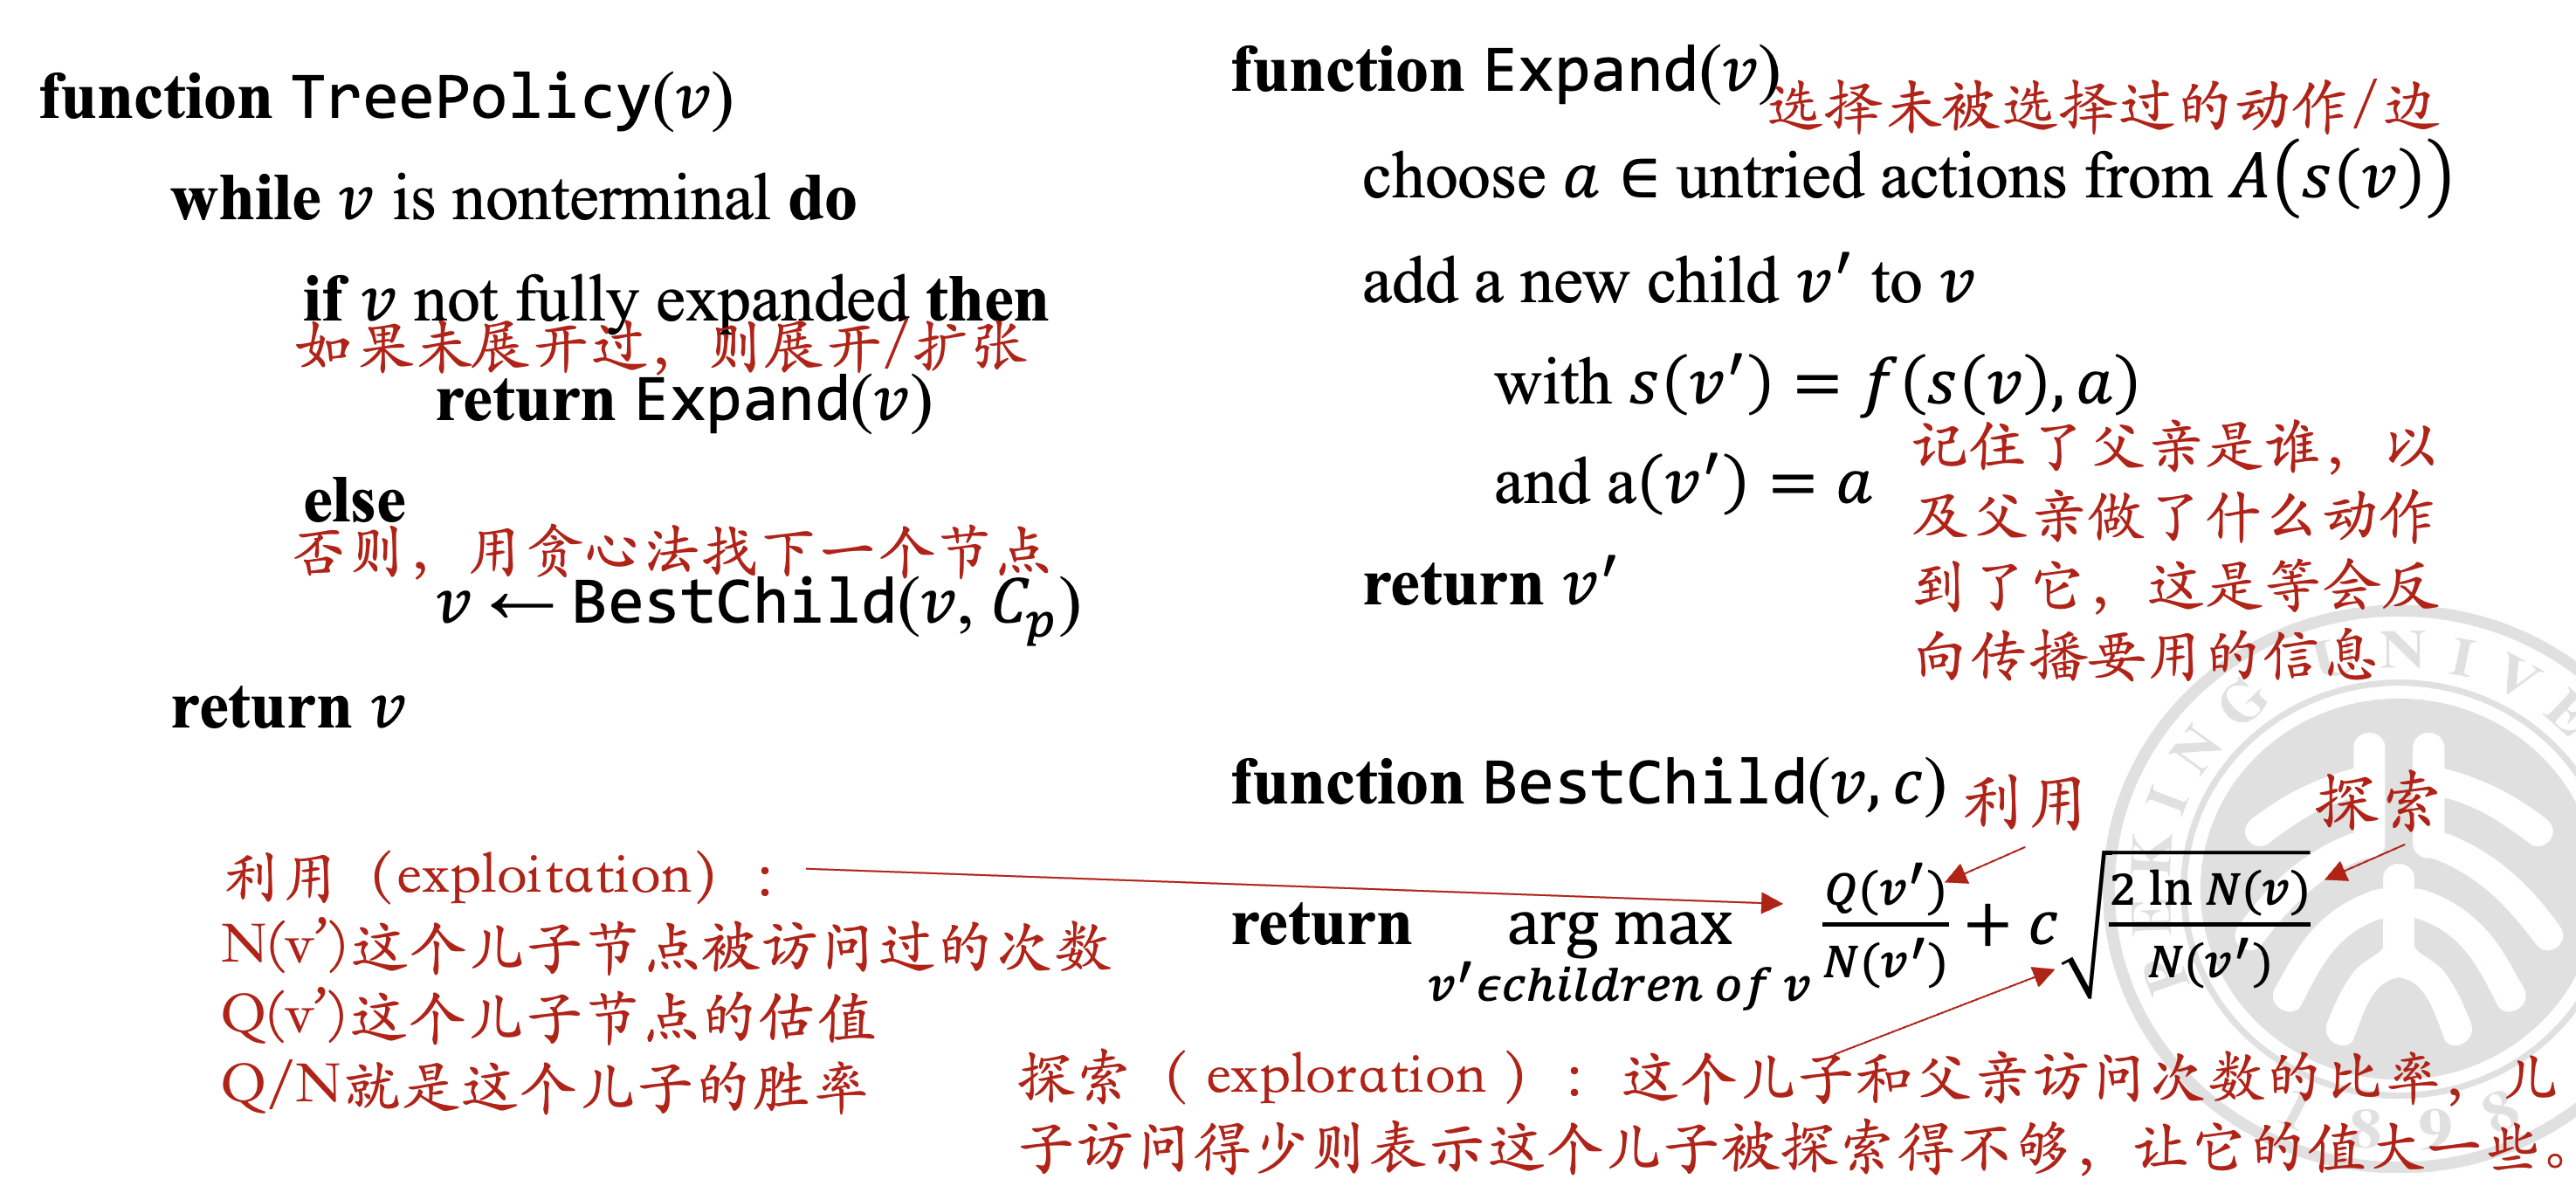 function TreePolicy(v)
while v is nonterminal do
if v not fully expanded then
如果未展开过，则展开/扩张
return Expand(v)
else
否则，用贪心法找下一个节点
v ← BestChild(v, Cₚ)
return v
利用（exploitation）：
N(v’)这个儿子节点被访问过的次数
Q(v’)这个儿子节点的估值
Q/N就是这个儿子的胜率
function Expand(v)
选择未被选择过的动作/边
choose a ∈ untried actions from A(s(v))
add a new child v′ to v
with s(v′) = f(s(v), a)
and a(v′) = a
记住了父亲是谁，以
及父亲做了什么动作
到了它，这是等会反
向传播要用的信息
return v′
function BestChild(v, c)
利用
探索
return arg max v′ϵchildren of v Q(v′)/N(v′) + c √(2 ln N(v)/N(v′))
探索（exploration）：这个儿子和父亲访问次数的比率，儿
子访问得少则表示这个儿子被探索得不够，让它的值大一些。
EKING UNIVE
1898